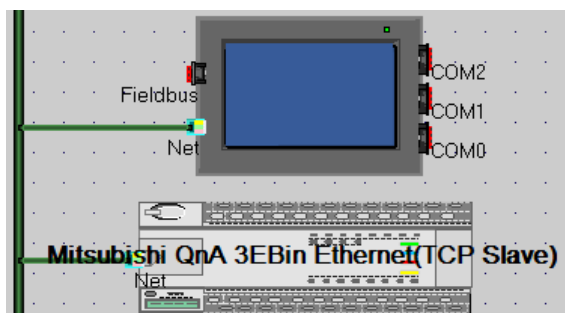 COM2
Fieldbus
COM1
Net
COM0
Mitsubishi QnA 3EBin Ethernet(TCP Slave)
Net